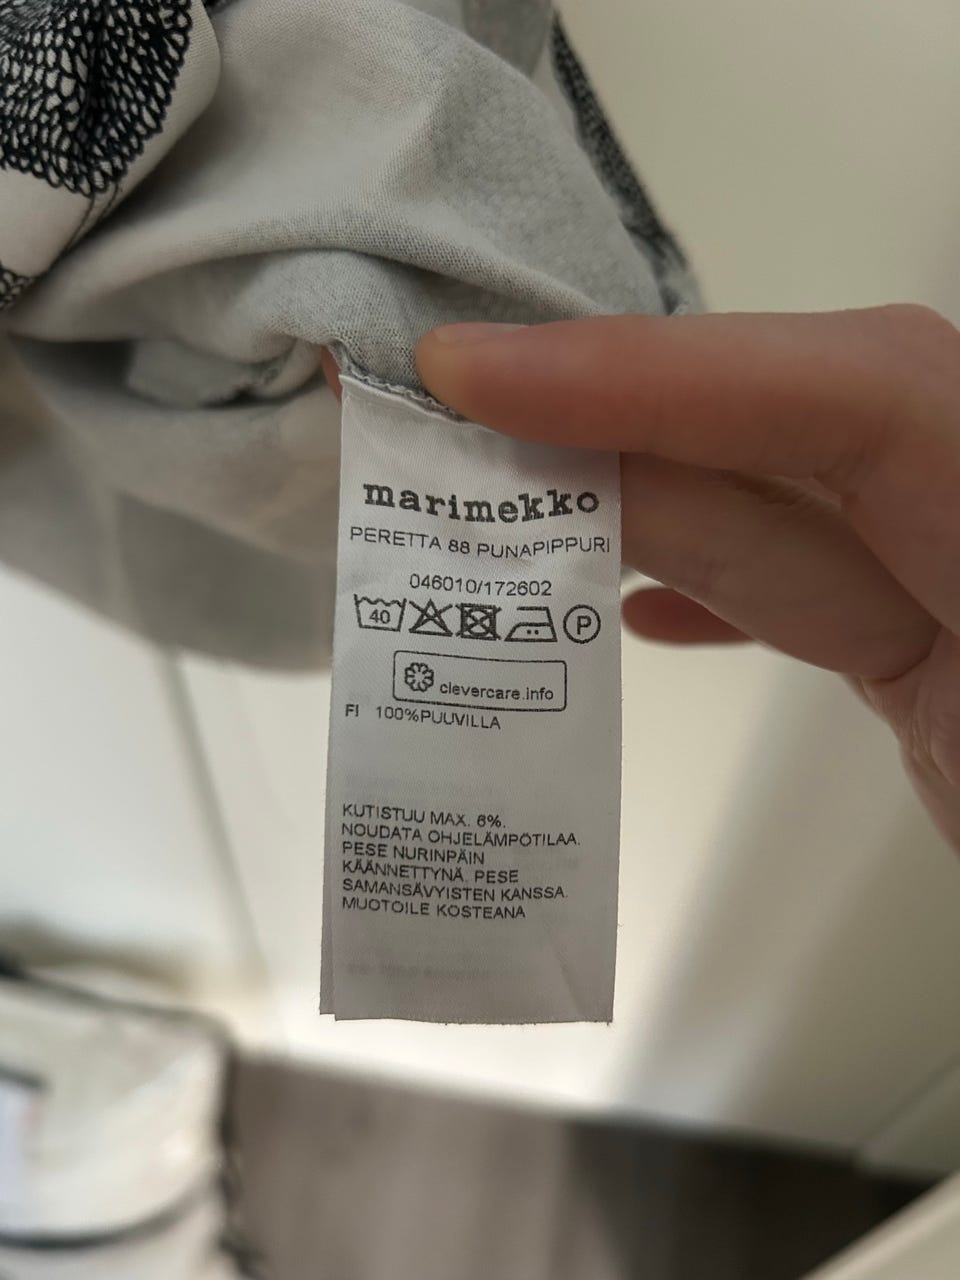 marimekko
PERETTA 88 PUNAPIPPURI
046010/172602
40 P
clevercare.info
FI 100%PUUVILLA
KUTISTUU MAX. 6%.
NOUDATA OHJELÄMPÖTILAA.
PESE NURINPÄIN
KÄÄNNETTYNÄ. PESE
SAMANSÄVYISTEN KANSSA.
MUOTOILE KOSTEANA